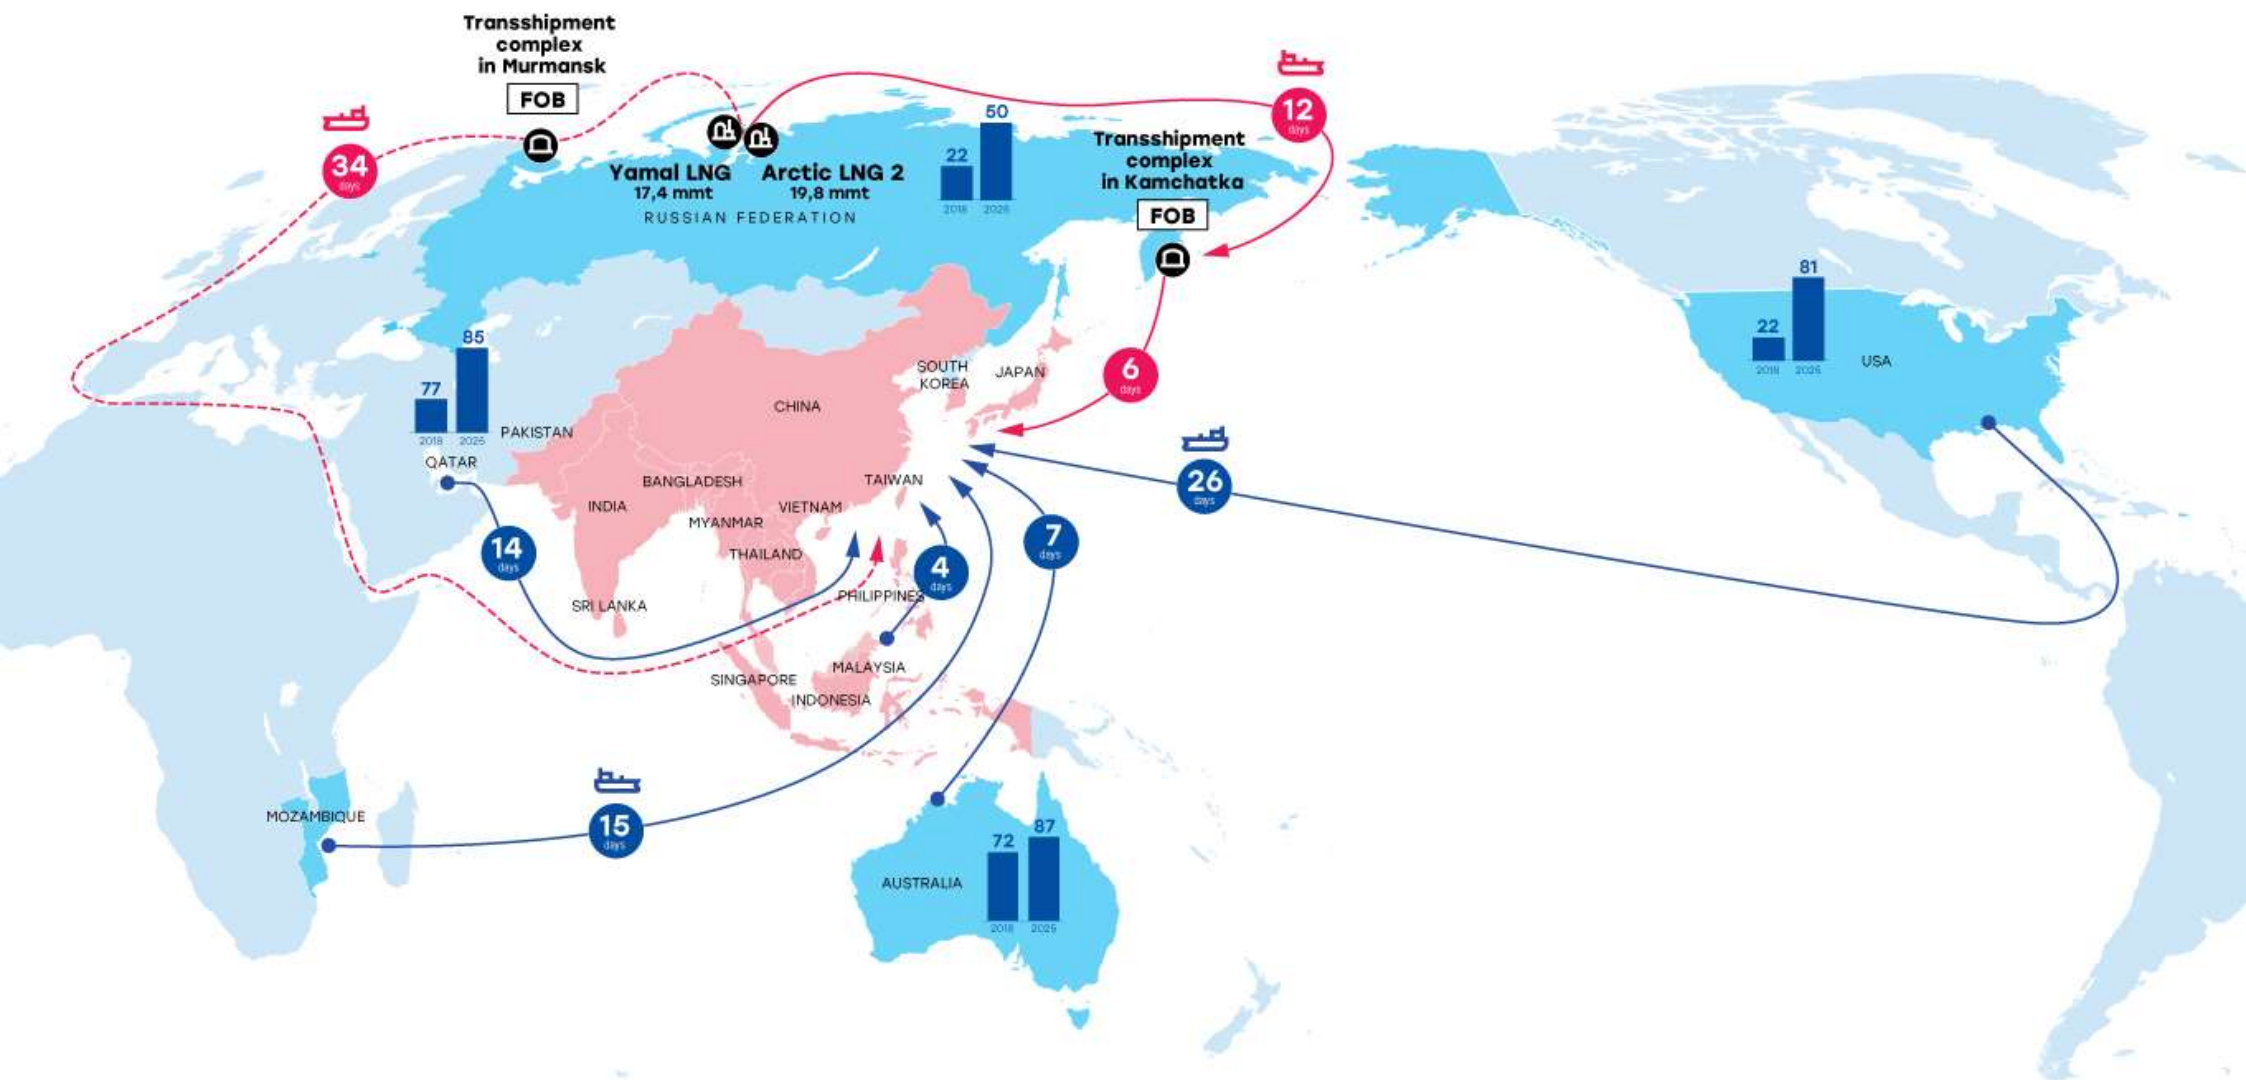 Transshipment
complex
in Murmansk
FOB
34
days
Yamal LNG
17,4 mmt
Arctic LNG 2
19,8 mmt
RUSSIAN FEDERATION
22
50
2018
2025
12
days
Transshipment
complex
in Kamchatka
FOB
6
days
77
85
2018
2025
QATAR
PAKISTAN
CHINA
SOUTH
KOREA
JAPAN
BANGLADESH
TAIWAN
INDIA
VIETNAM
MYANMAR
THAILAND
SRI LANKA
PHILIPPINES
MALAYSIA
SINGAPORE
INDONESIA
14
days
4
days
7
days
26
days
22
81
2018
2025
USA
MOZAMBIQUE
15
days
AUSTRALIA
72
87
2018
2025